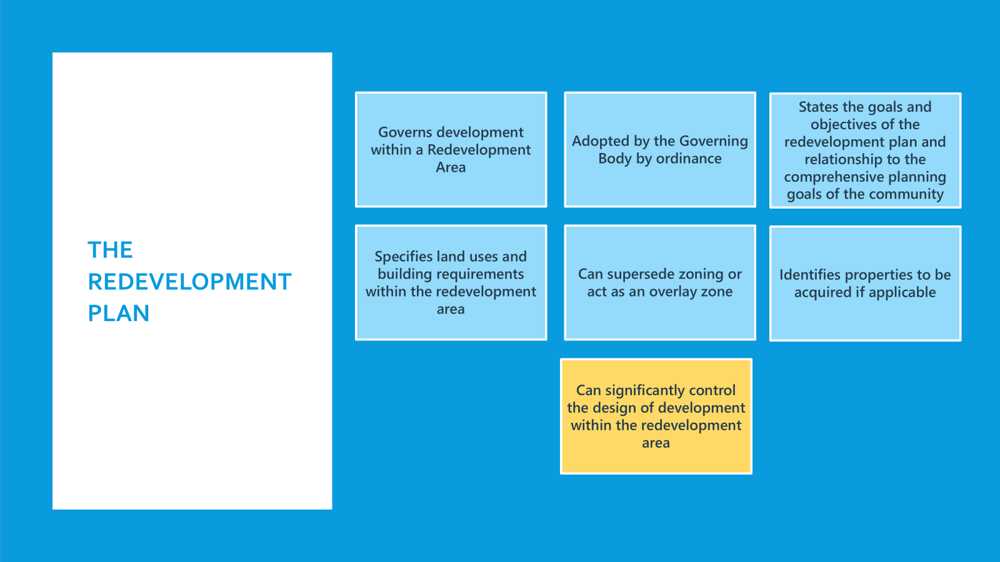 THE
REDEVELOPMENT
PLAN
Governs development
within a Redevelopment
Area
Adopted by the Governing
Body by ordinance
States the goals and
objectives of the
redevelopment plan and
relationship to the
comprehensive planning
goals of the community
Specifies land uses and
building requirements
within the redevelopment
area
Can supersede zoning or
act as an overlay zone
Identifies properties to be
acquired if applicable
Can significantly control
the design of development
within the redevelopment
area